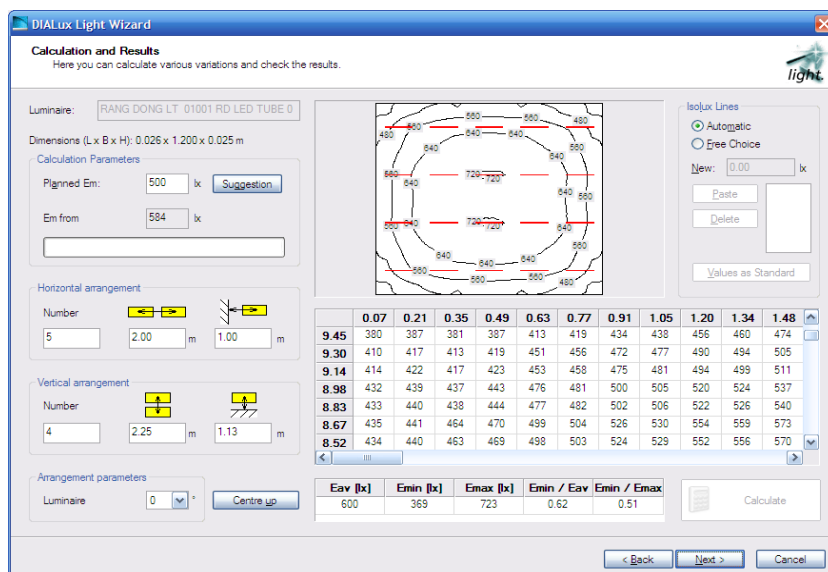 DIALux Light Wizard
Calculation and Results
Here you can calculate various variations and check the results.
light.
Luminaire: RANG DONG LT 01001 RD LED TUBE 0
Dimensions (L x B x H): 0.026 x 1.200 x 0.025 m
Calculation Parameters
Planned Em: 500 lx Suggestion
Em from 584 lx
Horizontal arrangement
Number
5 2.00 m 1.00 m
Vertical arrangement
Number
4 2.25 m 1.13 m
Arrangement parameters
Luminaire 0 ° Centre up
560
480 560 560 480
640 640
640 640
560 720 720
640 640 560
720 720
560 640
640 640
640 640
560 560
560 560 480
Isolux Lines
Automatic
Free Choice
New: 0.00 lx
Paste
Delete
Values as Standard
0.07 0.21 0.35 0.49 0.63 0.77 0.91 1.05 1.20 1.34 1.48
9.45 380 387 381 387 413 419 434 438 456 460 474
9.30 410 417 413 419 451 456 472 477 490 494 505
9.14 414 422 417 423 453 458 475 481 494 499 511
8.98 432 439 437 443 476 481 500 505 520 524 537
8.83 433 440 438 444 477 482 502 506 522 526 540
8.67 435 441 464 470 499 504 526 530 554 559 573
8.52 434 440 463 469 498 503 524 529 552 556 570
Eav [lx] Emin [lx] Emax [lx] Emin / Eav Emin / Emax
600 369 723 0.62 0.51
Calculate
< Back Next > Cancel